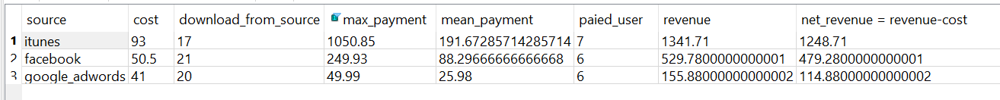 source cost download_from_source max_payment mean_payment paied_user revenue net_revenue = revenue-cost
1 itunes 93 17 1050.85 191.67285714285714 7 1341.71 1248.71
2 facebook 50.5 21 249.93 88.29666666666668 6 529.7800000000001 479.2800000000001
3 google_adwords 41 20 49.99 25.98 6 155.88000000000002 114.88000000000002